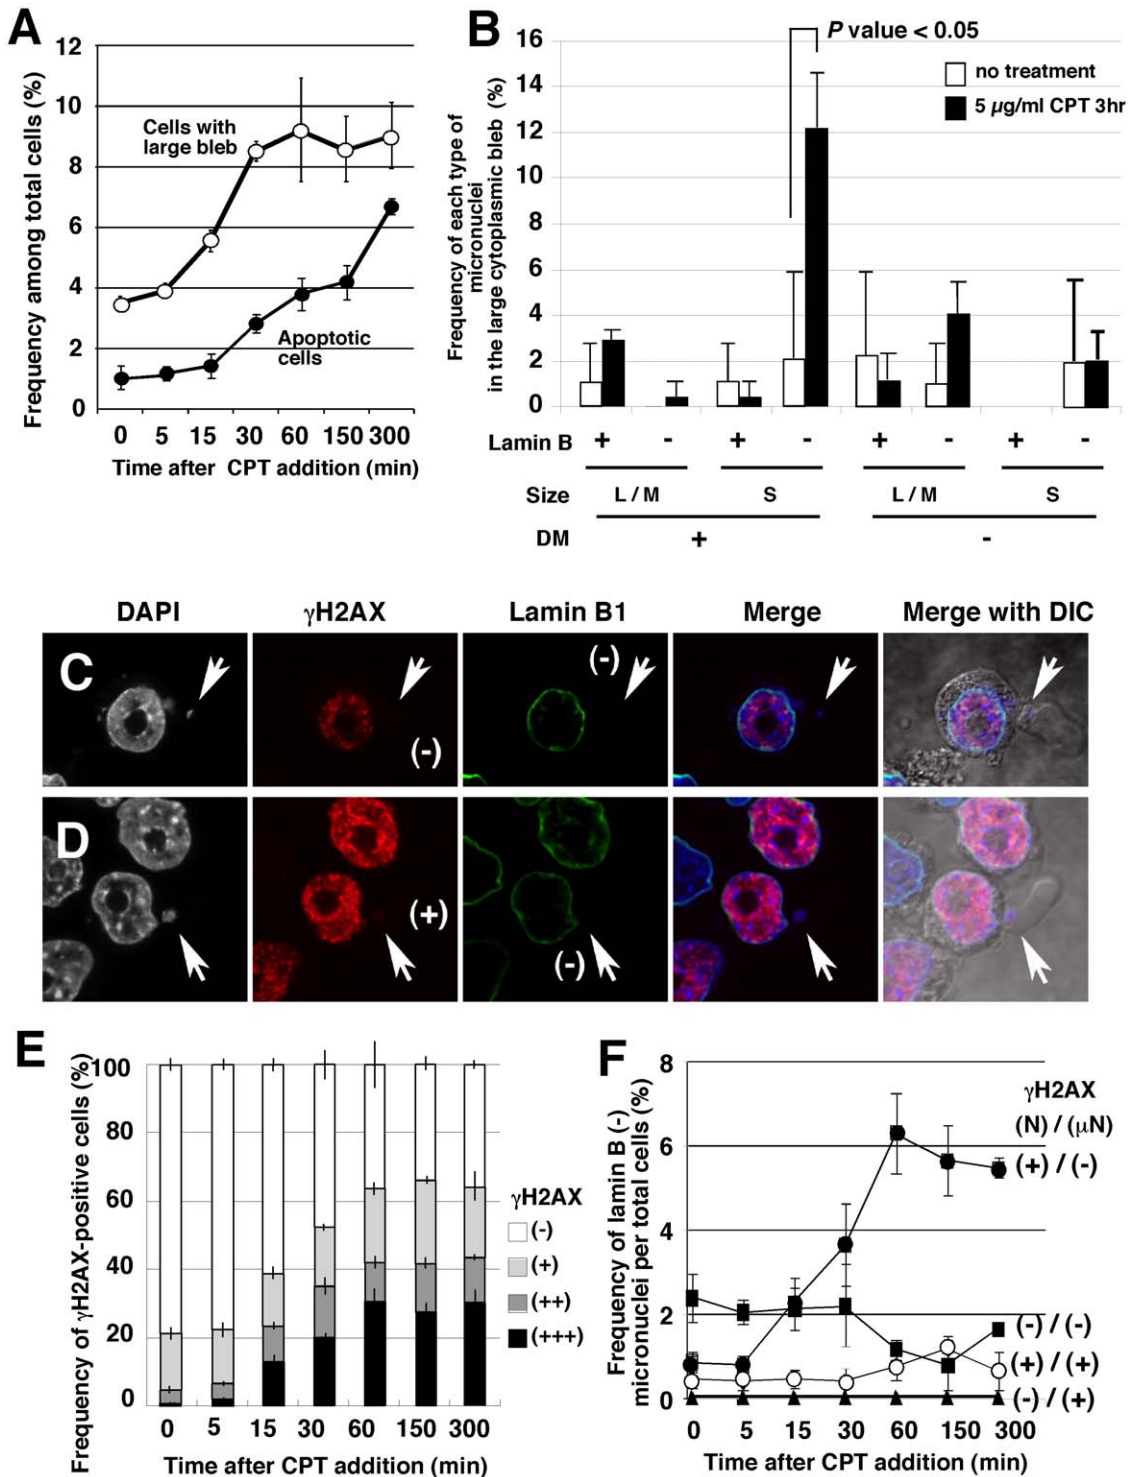 A
Frequency among total cells (%)
12
10
8
6
4
2
0
Cells with
large bleb
Apoptotic
cells
0 5 15 30 60 150 300
Time after CPT addition (min)
B
Frequency of each type of
micronuclei
in the large cytoplasmic bleb (%)
16
14
12
10
8
6
4
2
0
P value < 0.05
no treatment
5 µg/ml CPT 3hr
Lamin B + - + - + - + -
Size L / M S L / M S
DM + -
DAPI γH2AX Lamin B1 Merge Merge with DIC
C
(-)
(-)
D
(+)
(-)
E
Frequency of γH2AX-positive cells (%)
100
80
60
40
20
0
γH2AX
(-)
(+)
(++)
(+++)
0 5 15 30 60 150 300
Time after CPT addition (min)
F
Frequency of lamin B (-)
micronuclei per total cells (%)
8
6
4
2
0
γH2AX
(N) / (µN)
(+) / (-)
(-) / (-)
(+) / (+)
(-) / (+)
0 5 15 30 60 150 300
Time after CPT addition (min)